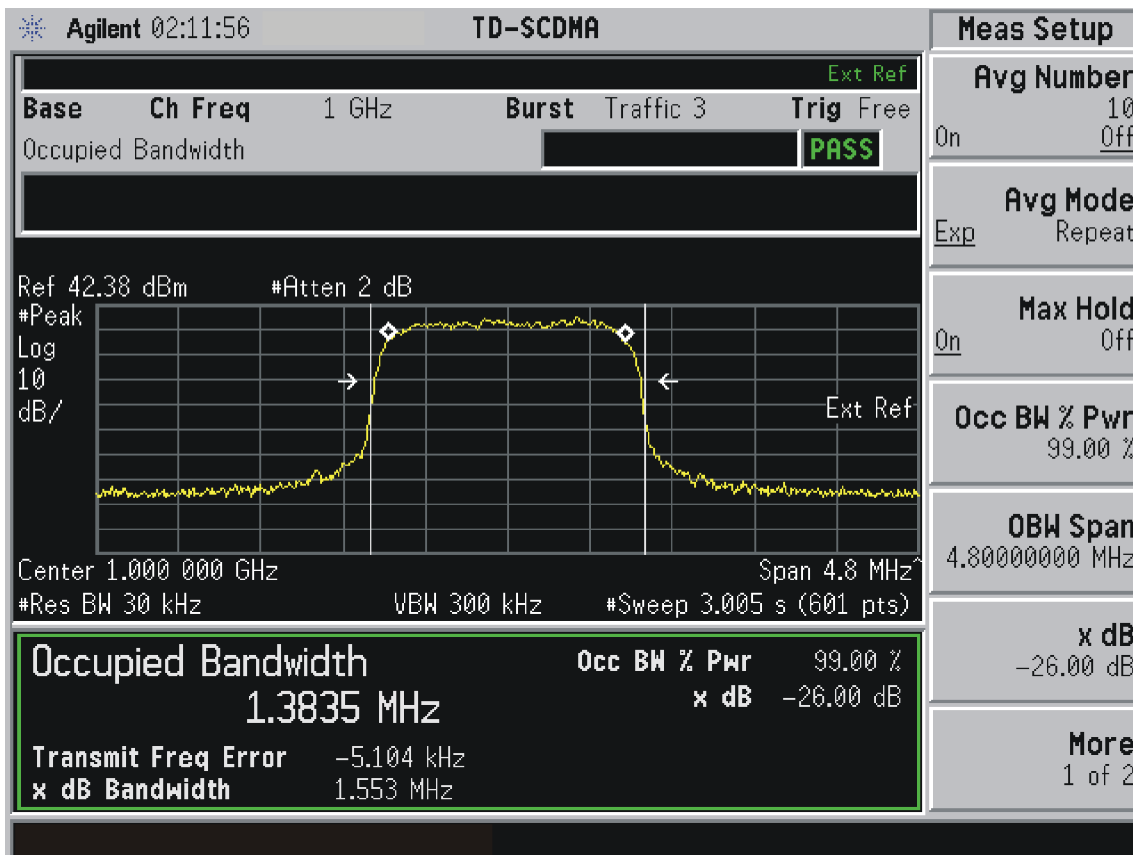 Agilent 02:11:56 TD-SCDMA Meas Setup
Ext Ref
Base Ch Freq 1 GHz Burst Traffic 3 Trig Free
Occupied Bandwidth PASS
Ref 42.38 dBm #Atten 2 dB
#Peak
Log
10
dB/
Ext Ref
Center 1.000 000 GHz Span 4.8 MHz^
#Res BW 30 kHz VBW 300 kHz #Sweep 3.005 s (601 pts)
Occupied Bandwidth
1.3835 MHz
Occ BW % Pwr 99.00 %
x dB -26.00 dB
Transmit Freq Error -5.104 kHz
x dB Bandwidth 1.553 MHz
Avg Number
10
On Off
Avg Mode
Exp Repeat
Max Hold
On Off
Occ BW % Pwr
99.00 %
OBW Span
4.80000000 MHz
x dB
-26.00 dB
More
1 of 2